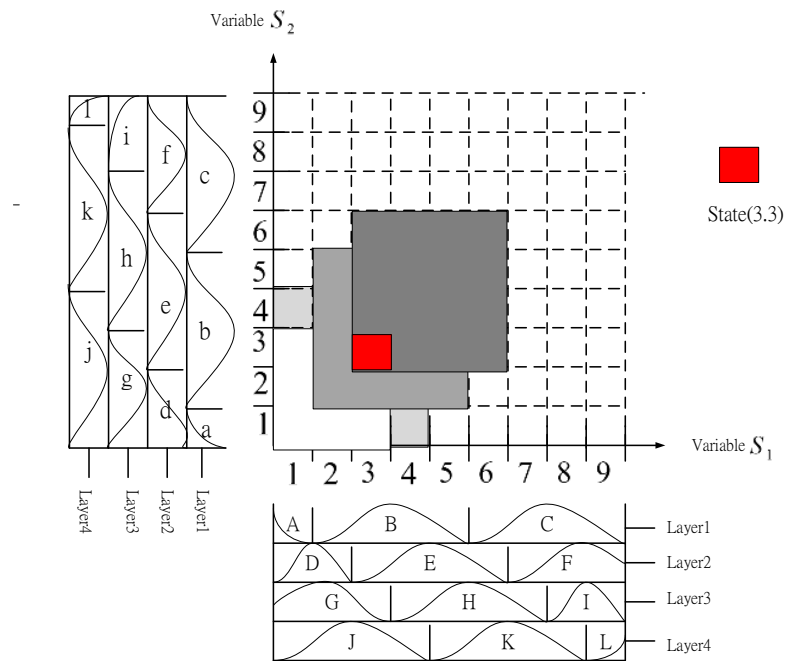 Variable S₂
9
8
7
6
5
4
3
2
1
l
i
f
c
k
h
e
b
j
g
d
a
Layer4
Layer3
Layer2
Layer1
State(3.3)
Variable S₁
1 2 3 4 5 6 7 8 9
A B C Layer1
D E F Layer2
G H I Layer3
J K L Layer4